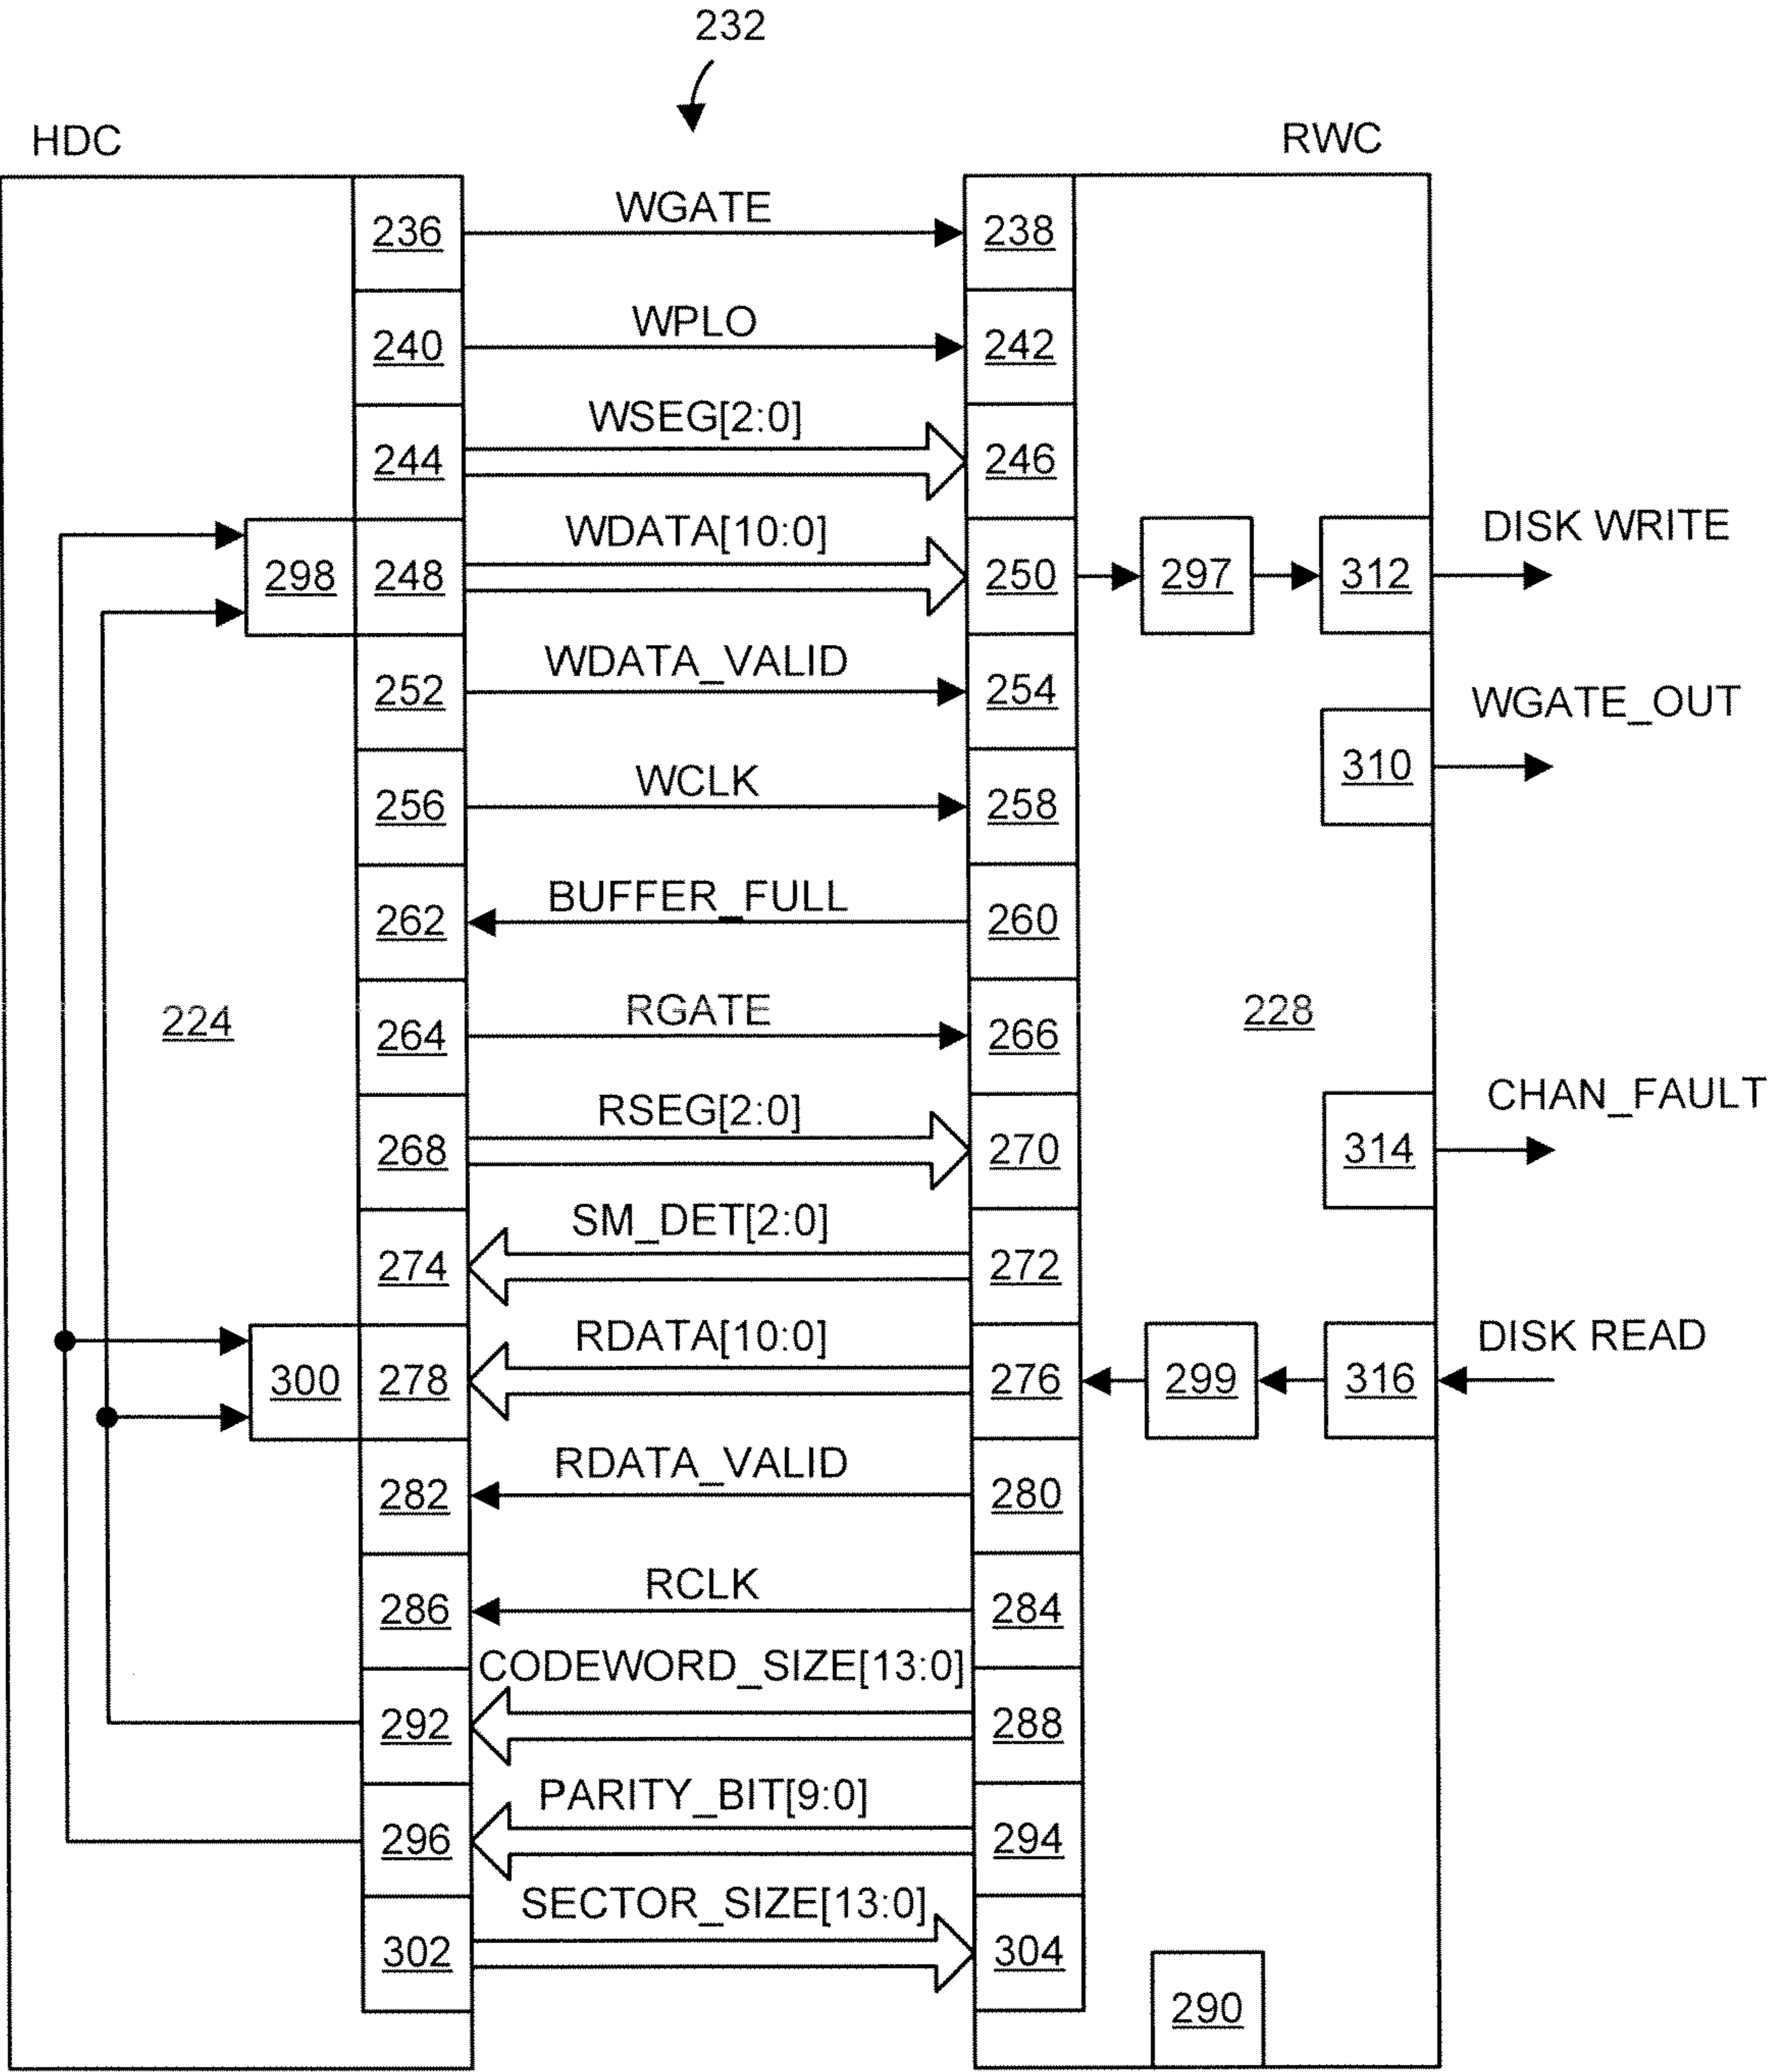 232
HDC
RWC
236 WGATE 238
240 WPLO 242
244 WSEG[2:0] 246
298 248 WDATA[10:0] 250 297 312 DISK WRITE
252 WDATA_VALID 254
310 WGATE_OUT
256 WCLK 258
262 BUFFER_FULL 260
224 264 RGATE 266 228
268 RSEG[2:0] 270 314 CHAN_FAULT
274 SM_DET[2:0] 272
300 278 RDATA[10:0] 276 299 316 DISK READ
282 RDATA_VALID 280
286 RCLK 284
292 CODEWORD_SIZE[13:0] 288
296 PARITY_BIT[9:0] 294
302 SECTOR_SIZE[13:0] 304
290